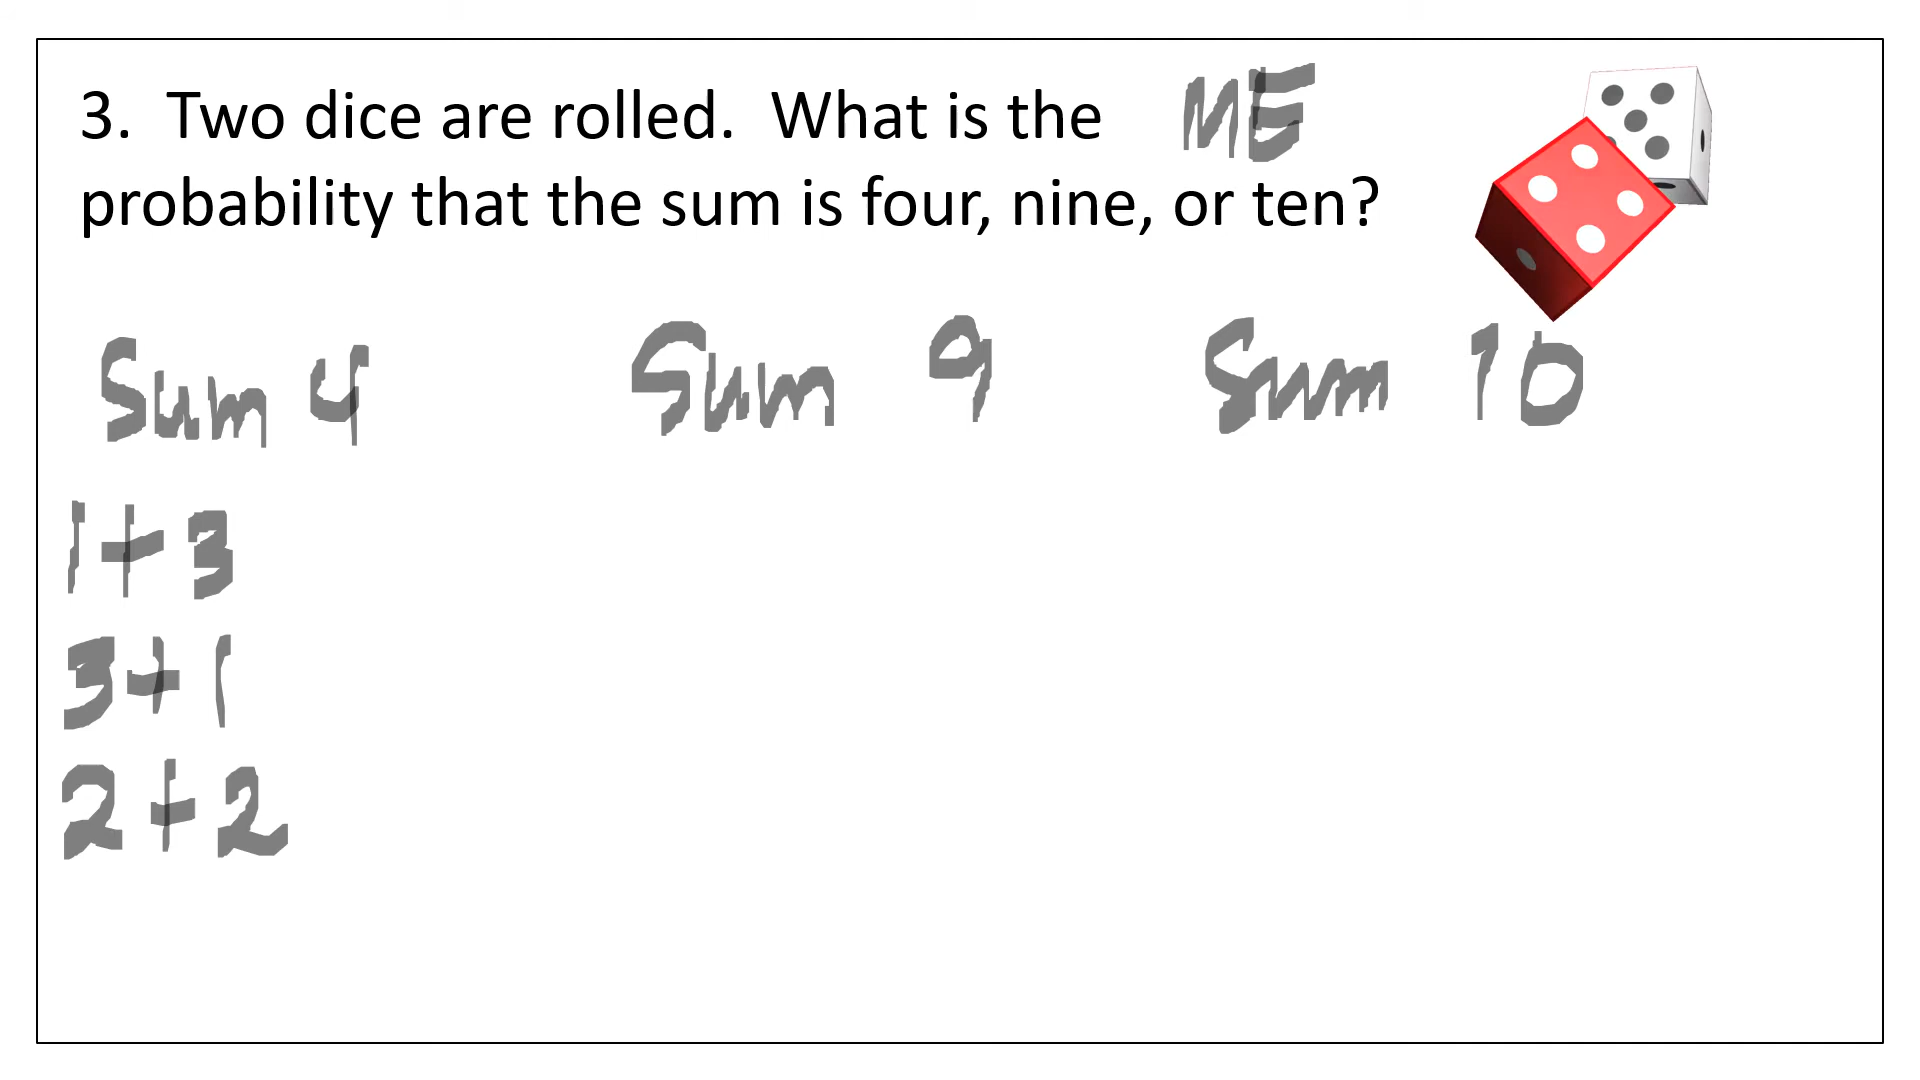 3. Two dice are rolled. What is the ME
probability that the sum is four, nine, or ten?
Sum 4 Sum 9 Sum 10
1+3
3+1
2+2